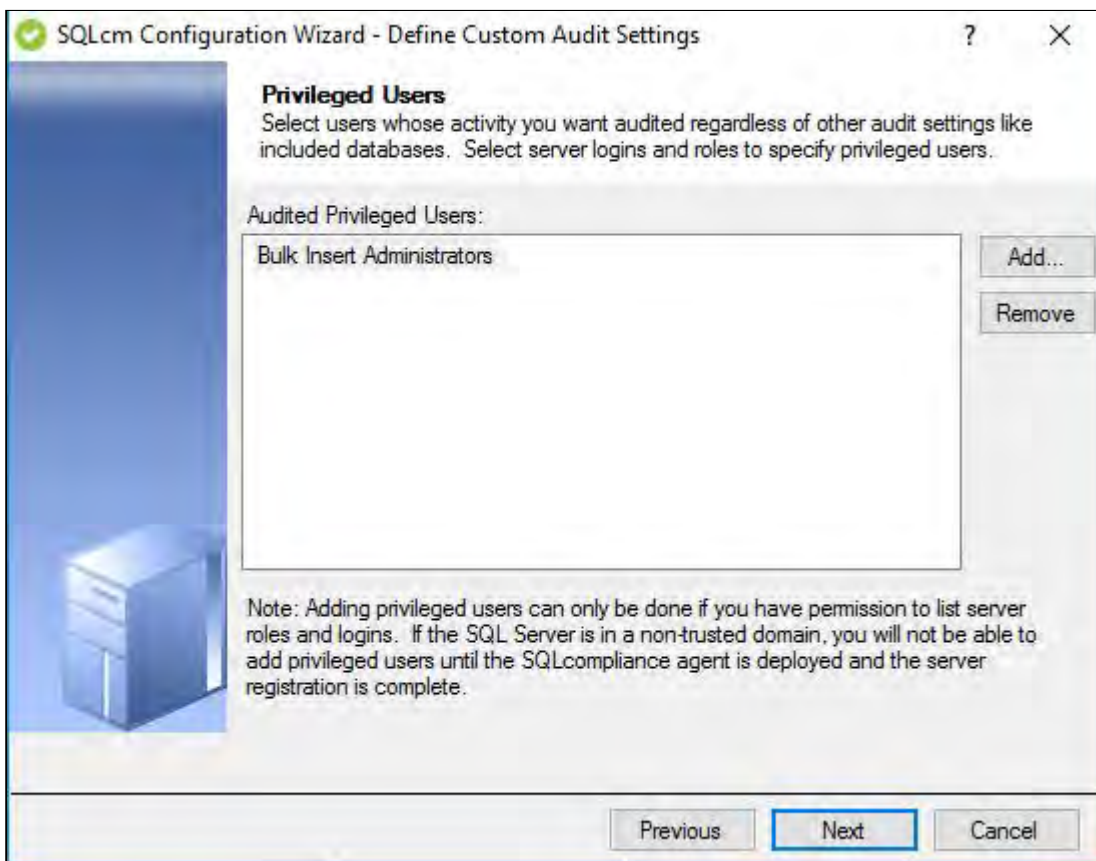 SQLcm Configuration Wizard - Define Custom Audit Settings
?
Privileged Users
Select users whose activity you want audited regardless of other audit settings like
included databases. Select server logins and roles to specify privileged users.
Audited Privileged Users:
Bulk Insert Administrators
Add...
Remove
Note: Adding privileged users can only be done if you have permission to list server
roles and logins. If the SQL Server is in a non-trusted domain, you will not be able to
add privileged users until the SQLcompliance agent is deployed and the server
registration is complete.
Previous
Next
Cancel